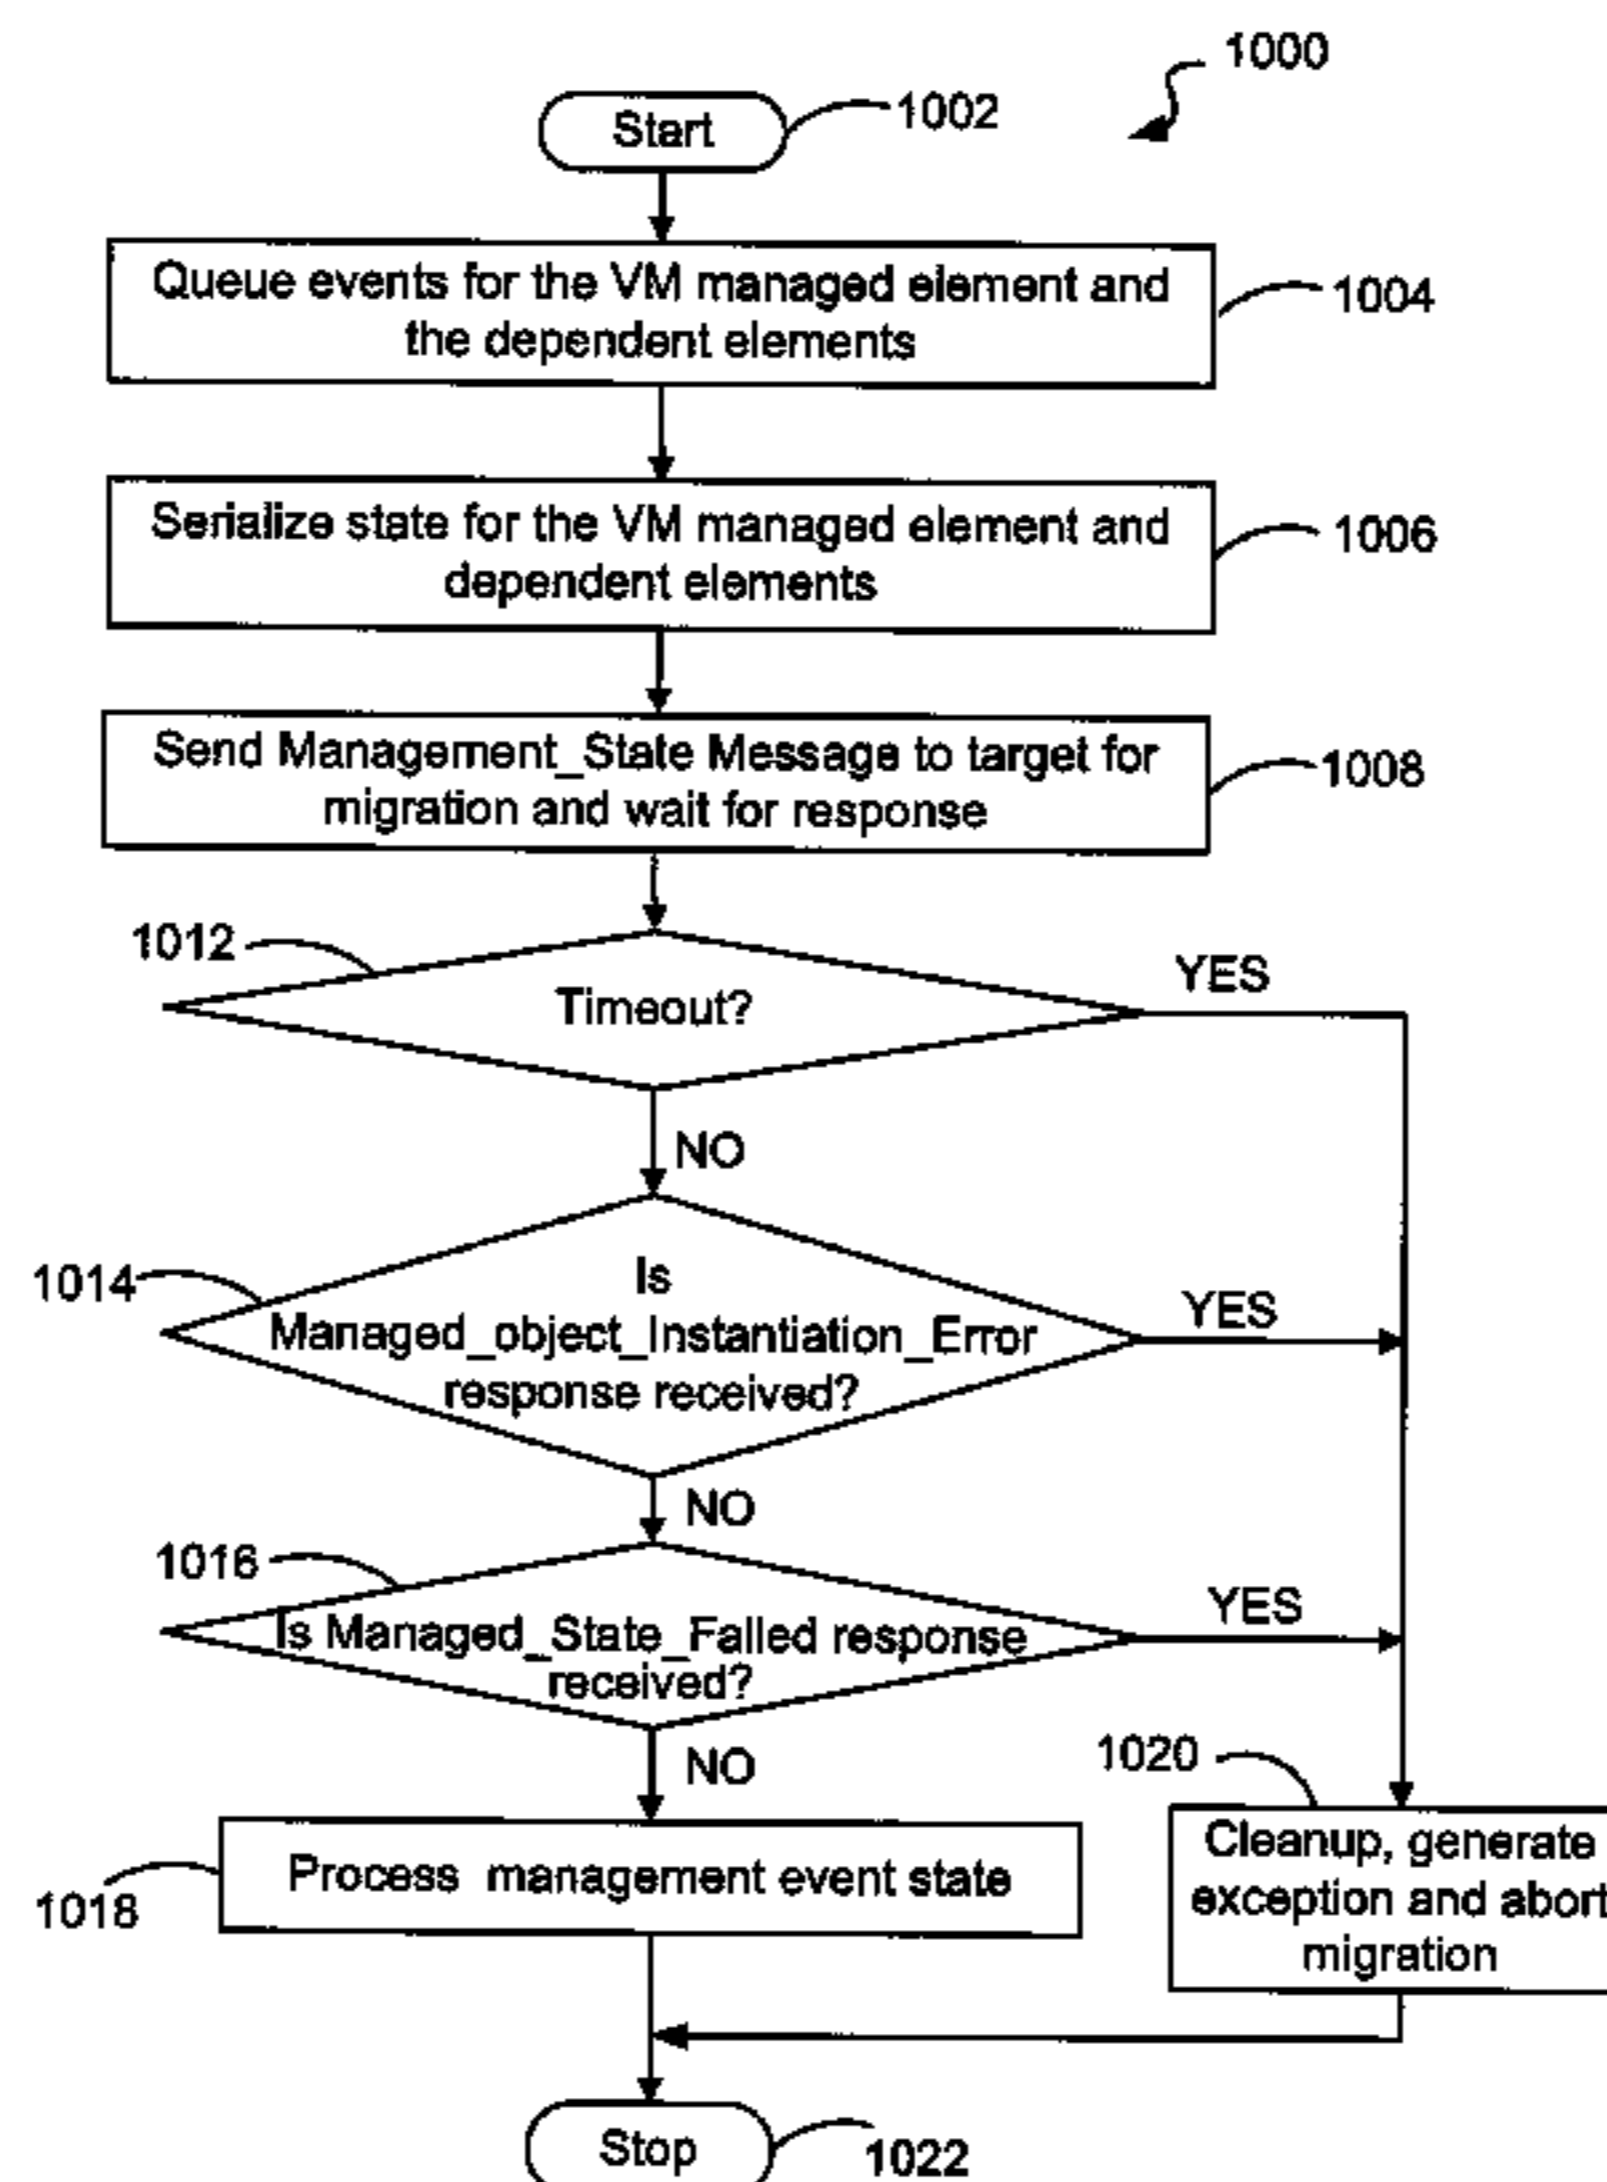 1000
Start
1002
Queue events for the VM managed element and
the dependent elements
1004
Serialize state for the VM managed element and
dependent elements
1006
Send Management_State Message to target for
migration and wait for response
1008
1012
Timeout?
YES
NO
1014
Is
Managed_object_Instantiation_Error
response received?
YES
NO
1016
Is Managed_State_Failed response
received?
YES
NO
1018
Process management event state
1020
Cleanup, generate
exception and abort
migration
Stop
1022